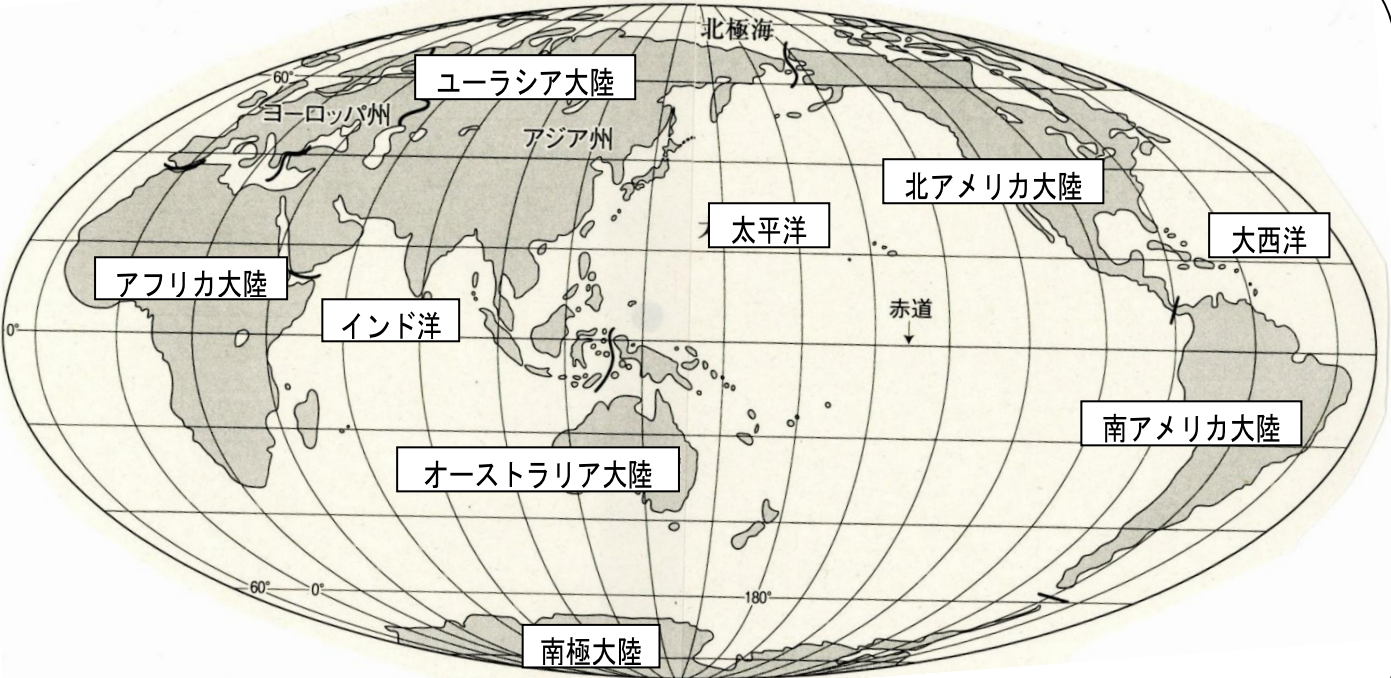 北極海
60°
ユーラシア大陸
ヨーロッパ州
アジア州
北アメリカ大陸
太平洋
大西洋
アフリカ大陸
インド洋
赤道
0°
南アメリカ大陸
オーストラリア大陸
60°
0°
180°
南極大陸